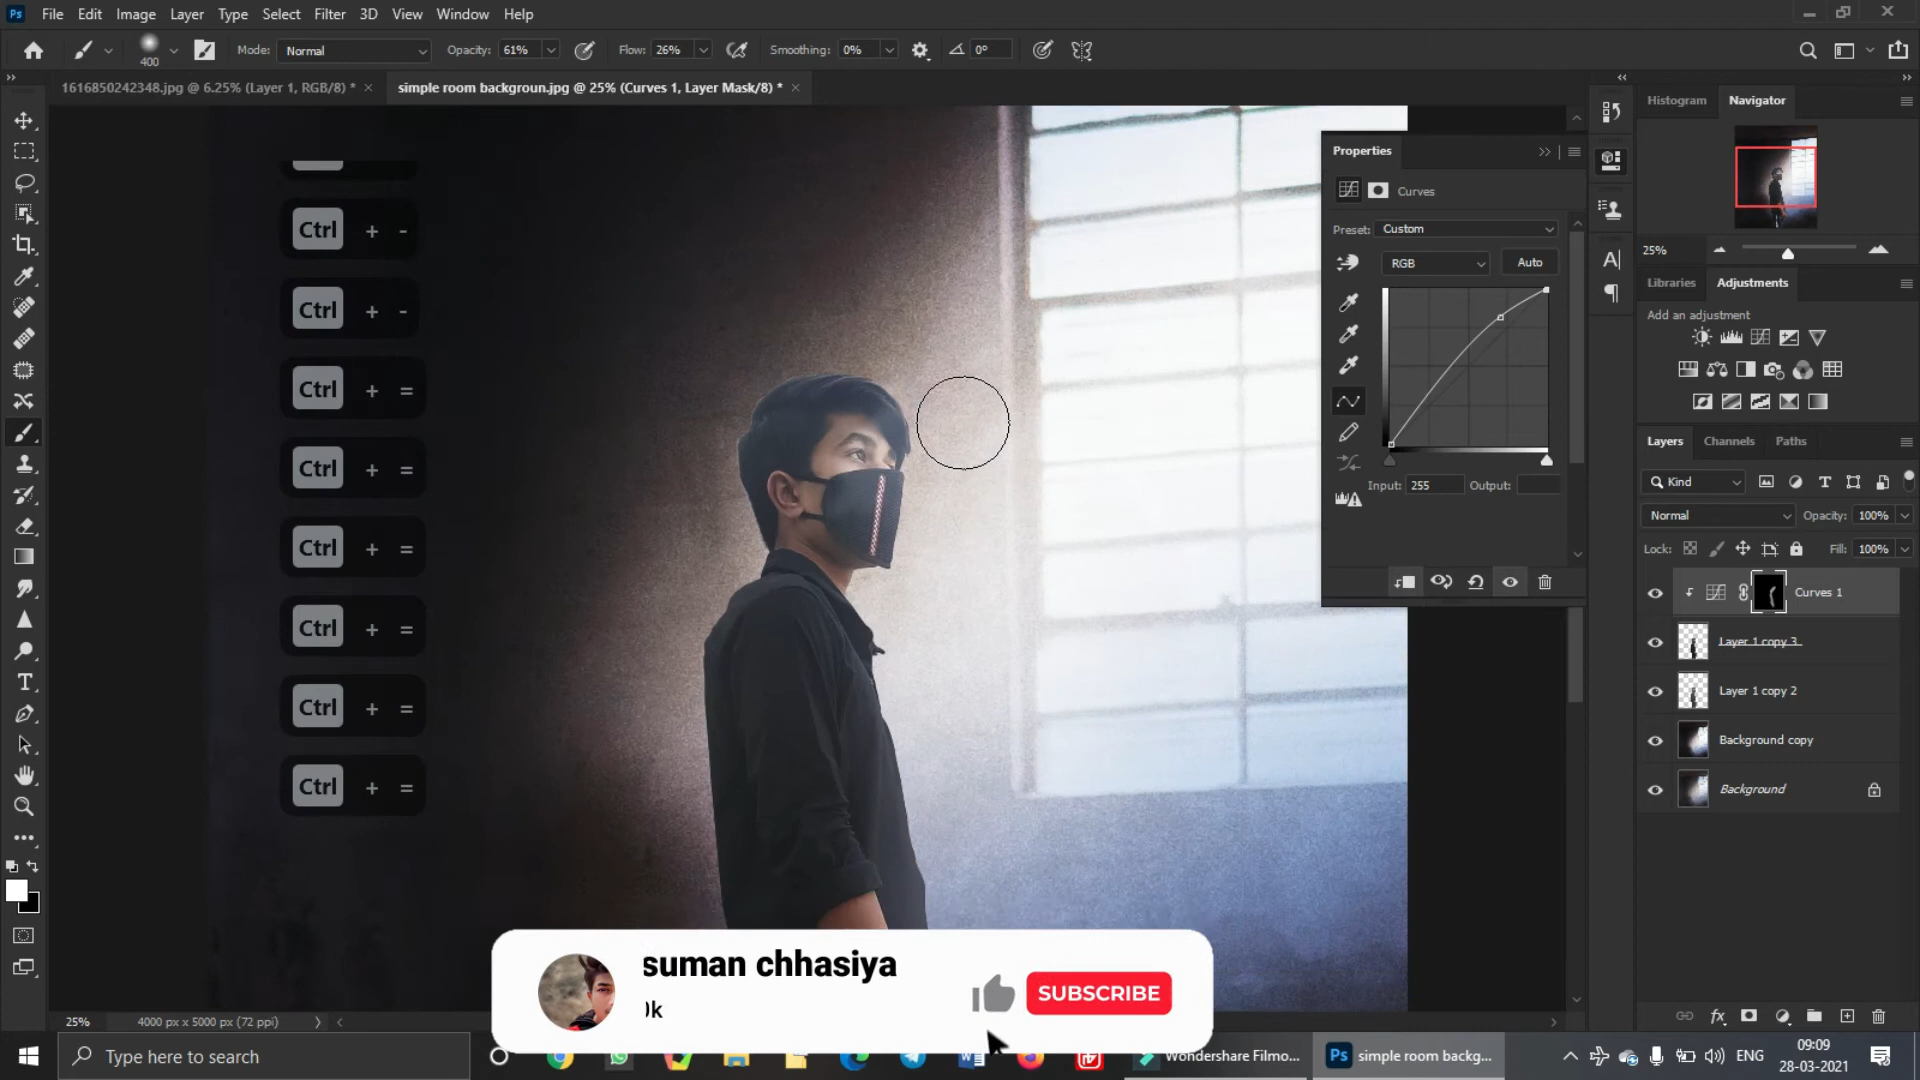 Ps File Edit Image Layer Type Select Filter 3D View Window Help
400 Mode: Normal Opacity: 61% Flow: 26% Smoothing: 0% 0°
1616850242348.jpg @ 6.25% (Layer 1, RGB/8) * × simple room backgroun.jpg @ 25% (Curves 1, Layer Mask/8) * ×
Ctrl + -
Ctrl + -
Ctrl + =
Ctrl + =
Ctrl + =
Ctrl + =
Ctrl + =
Ctrl + =
Properties
Curves
Preset: Custom
RGB Auto
Input: 255 Output:
Histogram Navigator
25%
Libraries Adjustments
Add an adjustment
Layers Channels Paths
Kind
Normal Opacity: 100%
Lock: Fill: 100%
Curves 1
Layer 1 copy 3
Layer 1 copy 2
Background copy
Background
suman chhasiya
k
SUBSCRIBE
25% 4000 px x 5000 px (72 ppi)
Type here to search
Wondershare Filmo...
Ps simple room backg...
ENG
09:09
28-03-2021